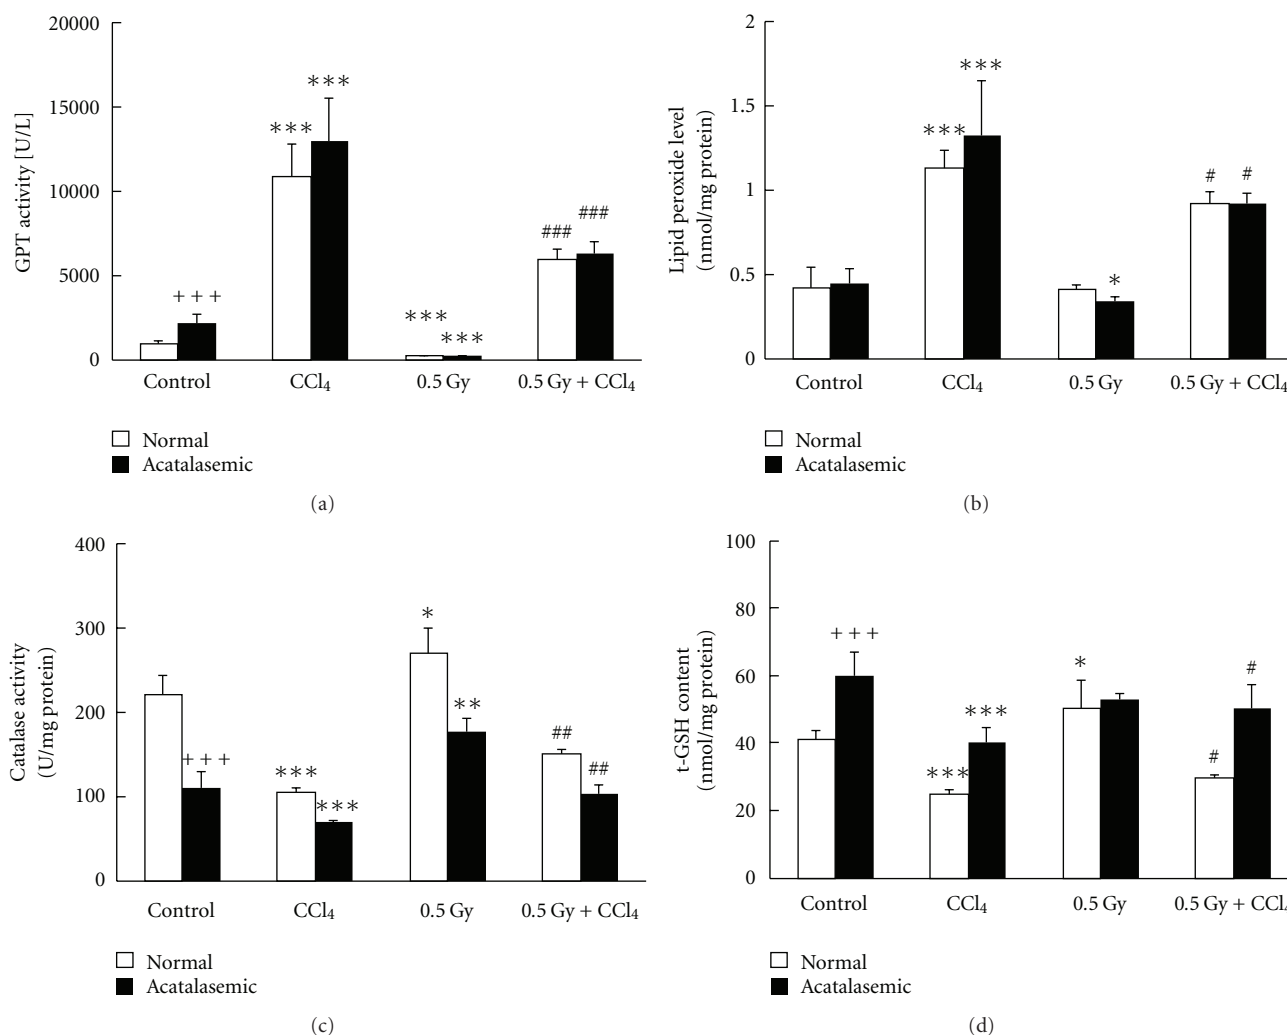 GPT activity [U/L]
20000
15000
10000
5000
0
+++
***
***
***
***
###
###
Control
CCl₄
0.5 Gy
0.5 Gy + CCl₄
Normal
Acatalasemic
(a)
Lipid peroxide level
(nmol/mg protein)
2
1.5
1
0.5
0
***
***
*
#
#
Control
CCl₄
0.5 Gy
0.5 Gy + CCl₄
Normal
Acatalasemic
(b)
Catalase activity
(U/mg protein)
400
300
200
100
0
+++
***
***
*
**
##
##
Control
CCl₄
0.5 Gy
0.5 Gy + CCl₄
Normal
Acatalasemic
(c)
t-GSH content
(nmol/mg protein)
100
80
60
40
20
0
+++
***
***
*
#
#
Control
CCl₄
0.5 Gy
0.5 Gy + CCl₄
Normal
Acatalasemic
(d)